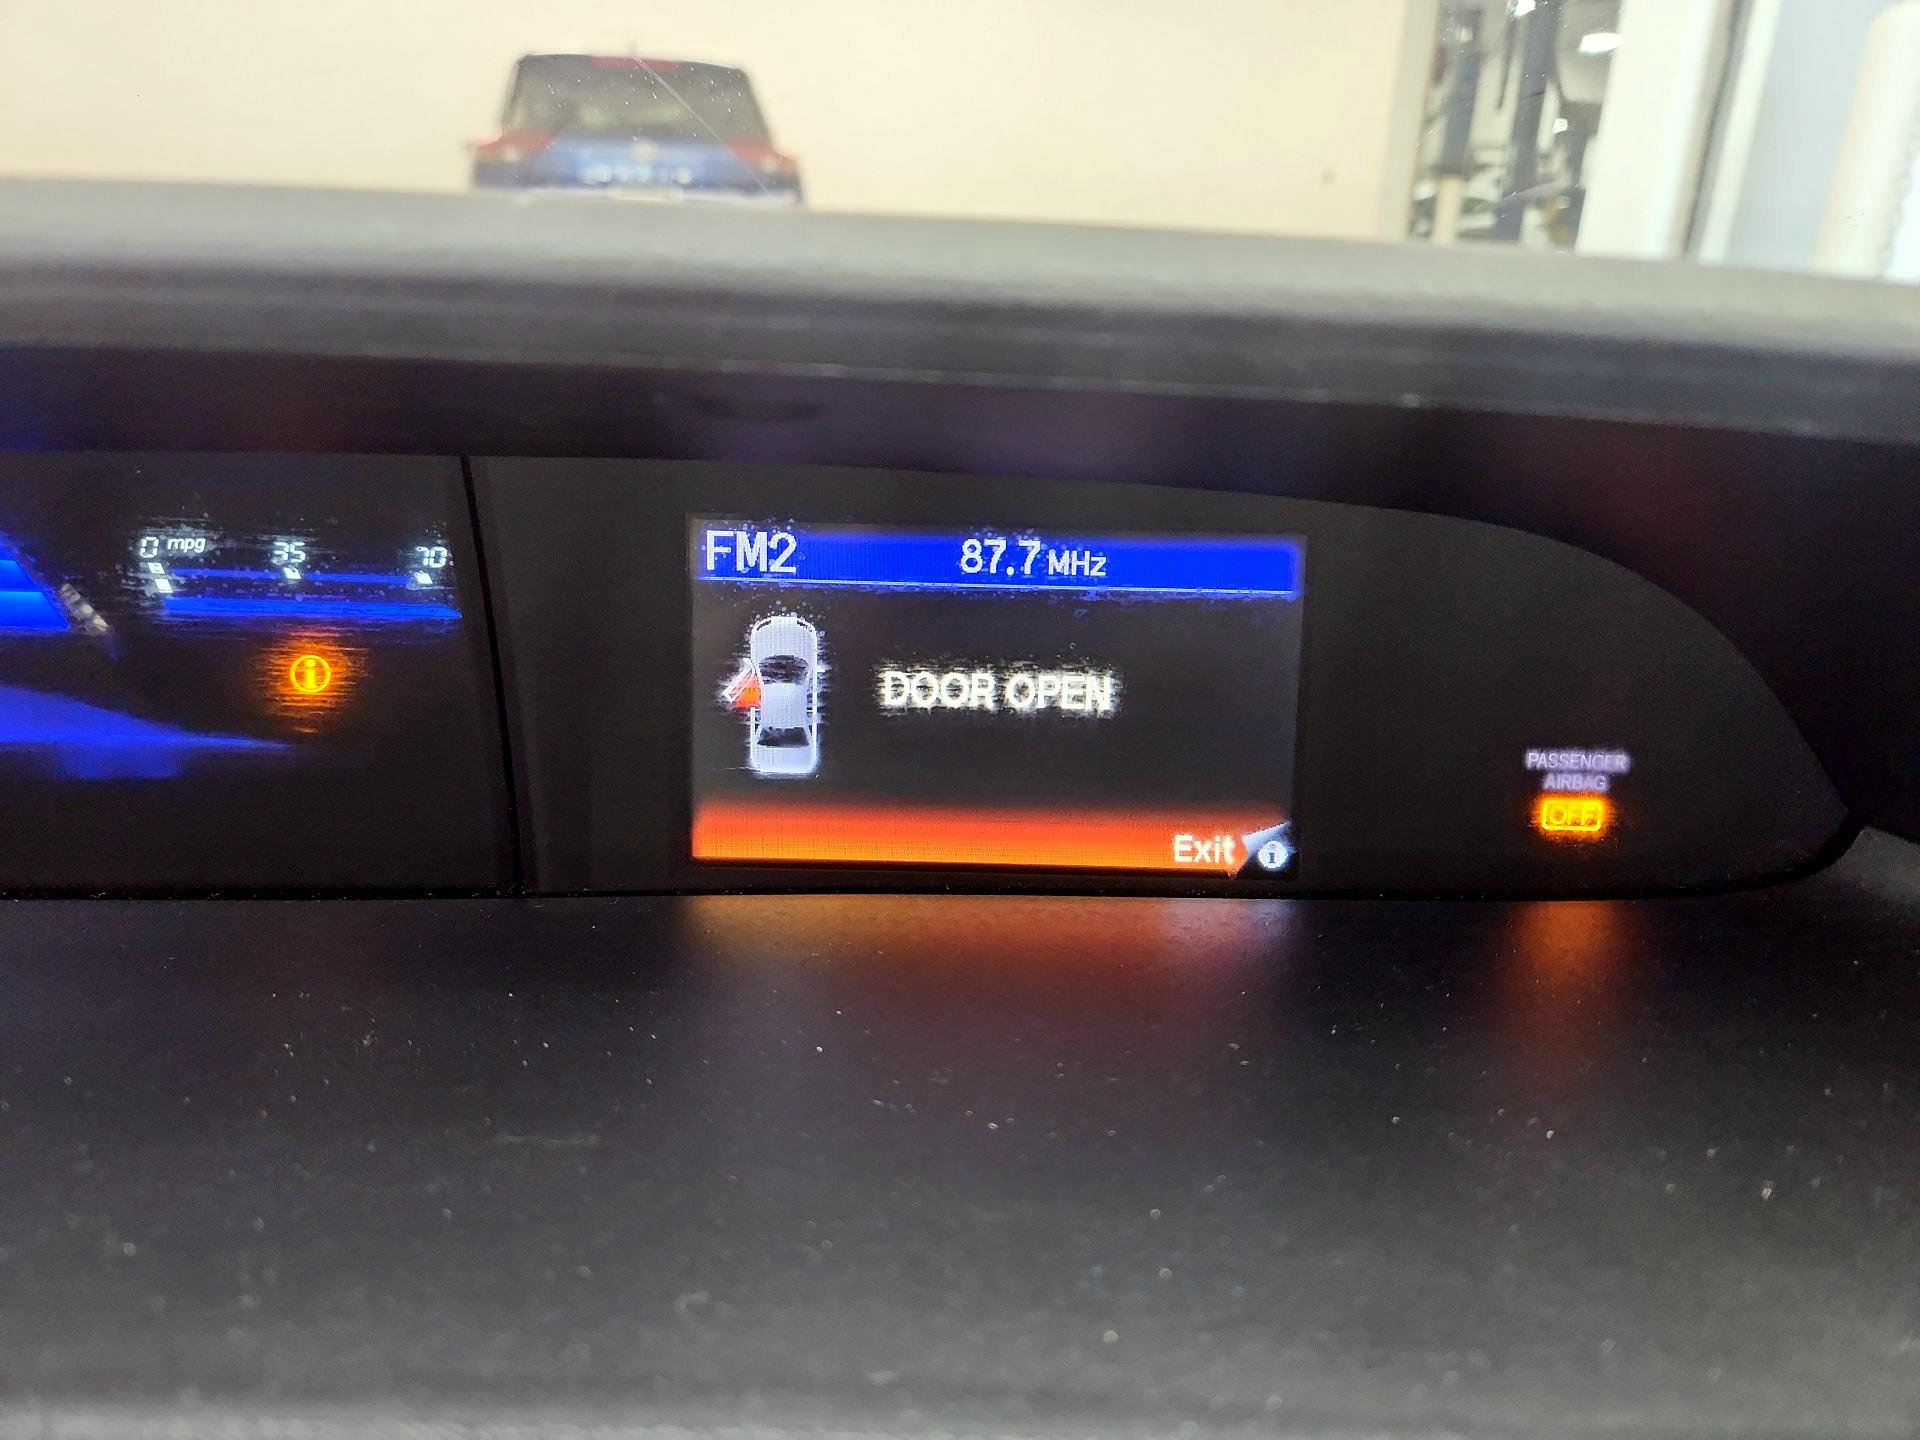 0 mpg 35 70
FM2 87.7 MHz
DOOR OPEN
Exit
PASSENGER
AIRBAG
OFF